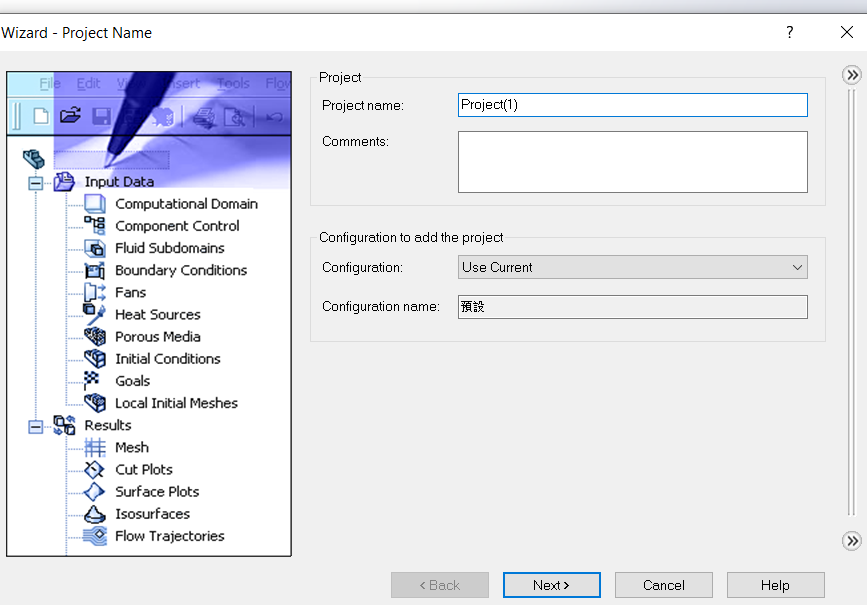 Wizard - Project Name
?
File Edit View Insert Tools Flow
Input Data
Computational Domain
Component Control
Fluid Subdomains
Boundary Conditions
Fans
Heat Sources
Porous Media
Initial Conditions
Goals
Local Initial Meshes
Results
Mesh
Cut Plots
Surface Plots
Isosurfaces
Flow Trajectories
Project
Project name: Project(1)
Comments:
Configuration to add the project
Configuration: Use Current
Configuration name: 預設
< Back Next > Cancel Help